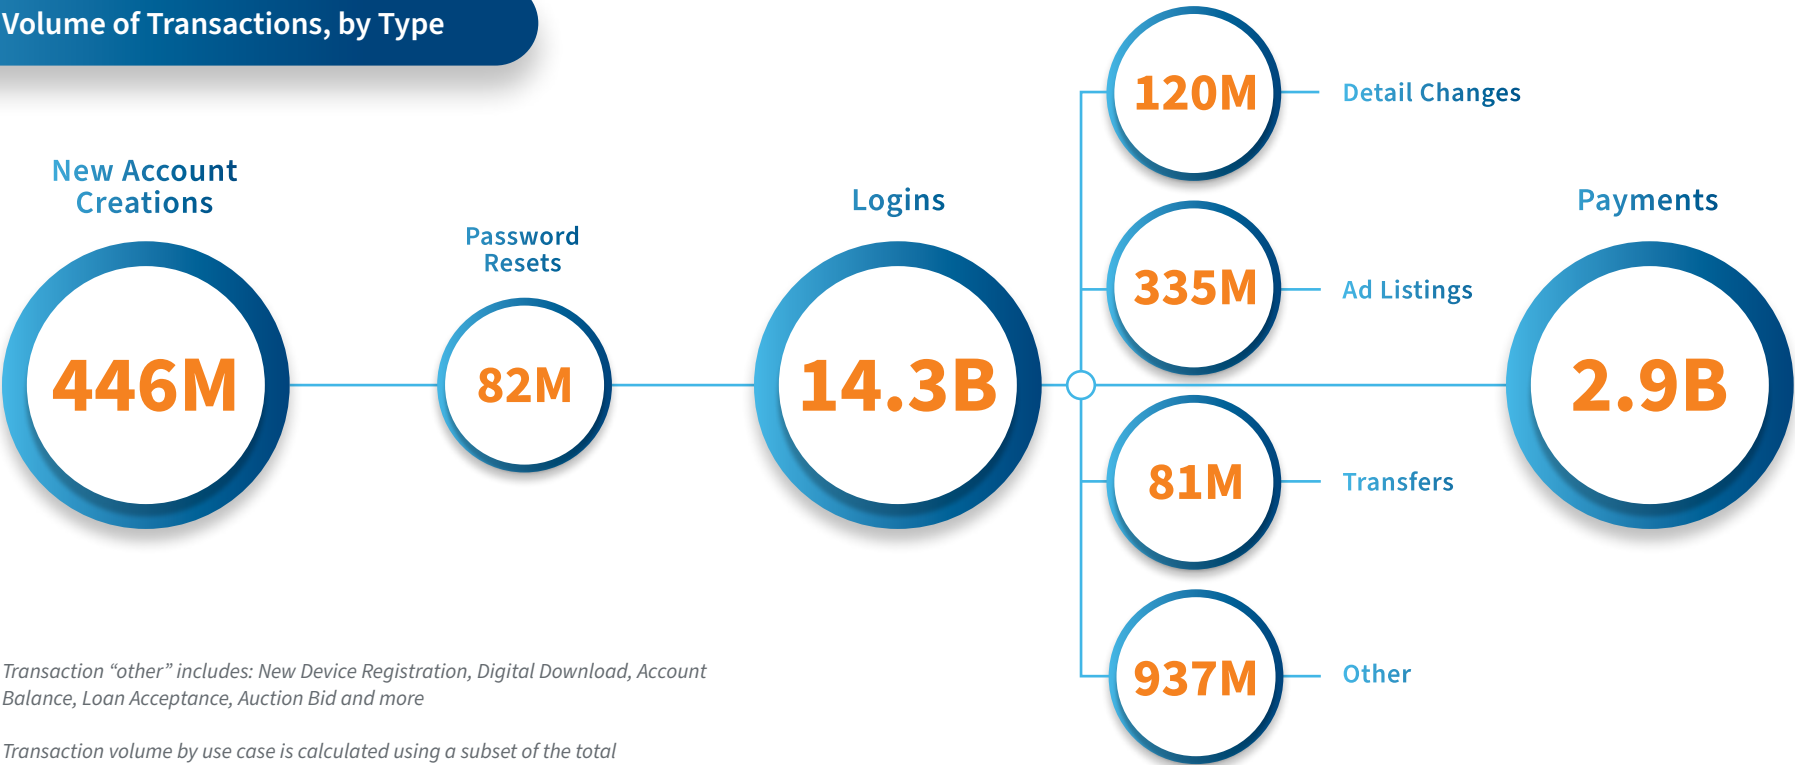 Volume of Transactions, by Type
New Account
Creations
446M
Password
Resets
82M
Logins
14.3B
120M
Detail Changes
335M
Ad Listings
81M
Transfers
937M
Other
Payments
2.9B
Transaction “other” includes: New Device Registration, Digital Download, Account
Balance, Loan Acceptance, Auction Bid and more
Transaction volume by use case is calculated using a subset of the total